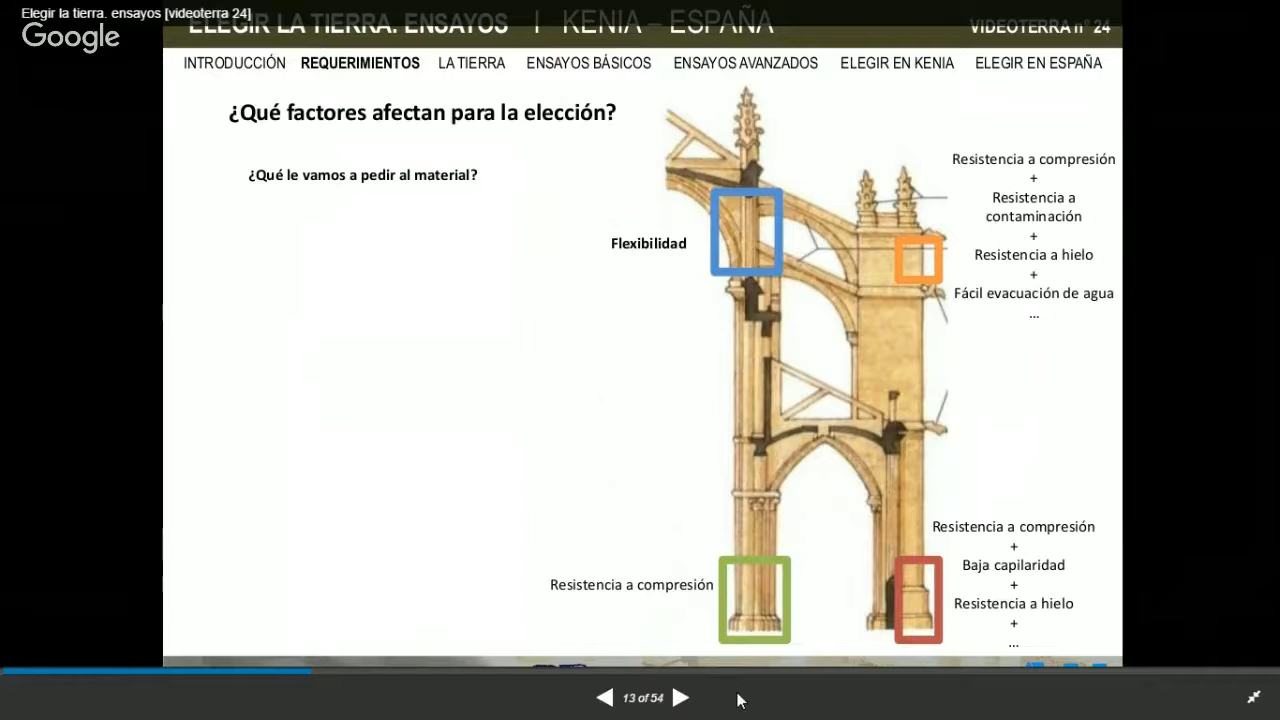 Elegir la tierra. ensayos [videoterra 24]
Google
ELEGIR LA TIERRA. ENSAYOS | KENIA – ESPAÑA
VIDEOTERRA nº 24
INTRODUCCIÓN REQUERIMIENTOS LA TIERRA ENSAYOS BÁSICOS ENSAYOS AVANZADOS ELEGIR EN KENIA ELEGIR EN ESPAÑA
¿Qué factores afectan para la elección?
¿Qué le vamos a pedir al material?
Flexibilidad
Resistencia a compresión
+
Resistencia a
contaminación
+
Resistencia a hielo
+
Fácil evacuación de agua
...
Resistencia a compresión
Resistencia a compresión
+
Baja capilaridad
+
Resistencia a hielo
+
...
13 of 54